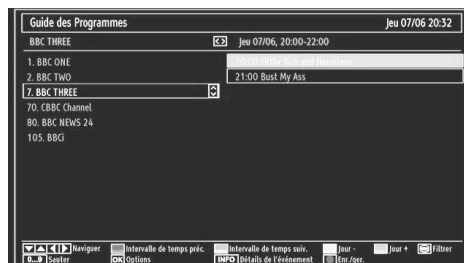 Guide des Programmes Jeu 07/06 20:32
BBC THREE Jeu 07/06, 20:00-22:00
1. BBC ONE 20:00 Filthy Rich and Homeless
2. BBC TWO 21:00 Bust My Ass
7. BBC THREE
70. CBBC Channel
80. BBC NEWS 24
105. BBCi
Naviguer Intervalle de temps préc. Intervalle de temps suiv. Jour - Jour + Filtrer
0...9 Sauter OK Options INFO Détails de l'événement Enr./qer.